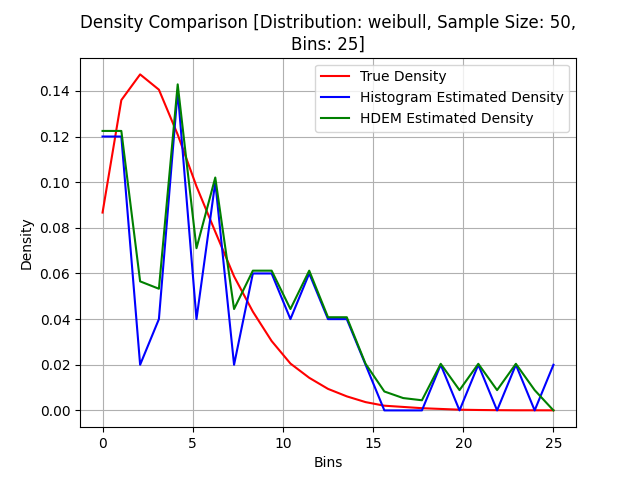 Density Comparison [Distribution: weibull, Sample Size: 50,
Bins: 25]
True Density
Histogram Estimated Density
HDEM Estimated Density
Density
0.14
0.12
0.10
0.08
0.06
0.04
0.02
0.00
0 5 10 15 20 25
Bins